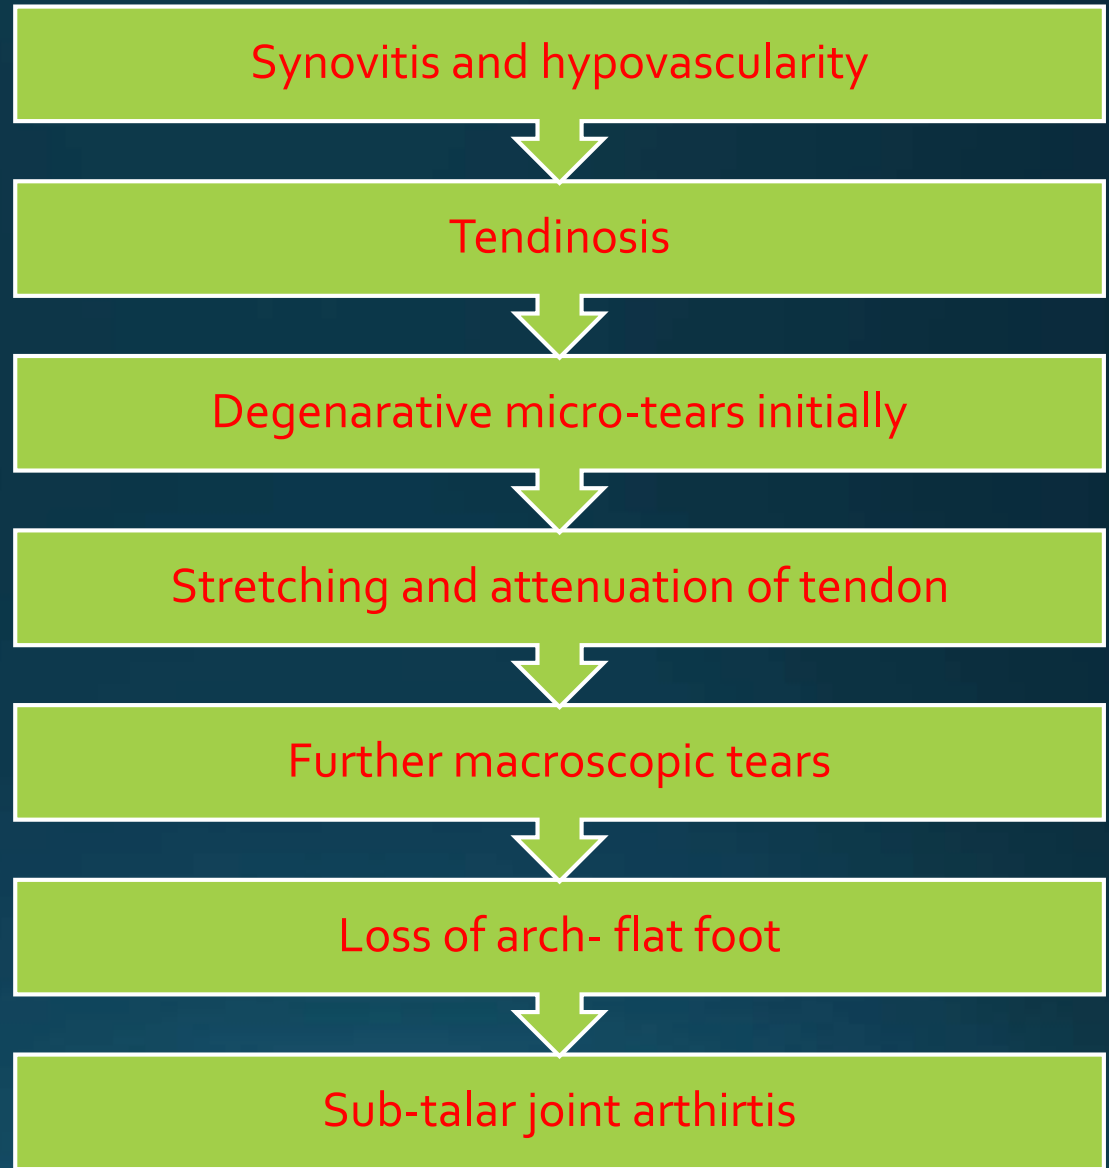 Synovitis and hypovascularity
Tendinosis
Degenarative micro-tears initially
Stretching and attenuation of tendon
Further macroscopic tears
Loss of arch- flat foot
Sub-talar joint arthirtis